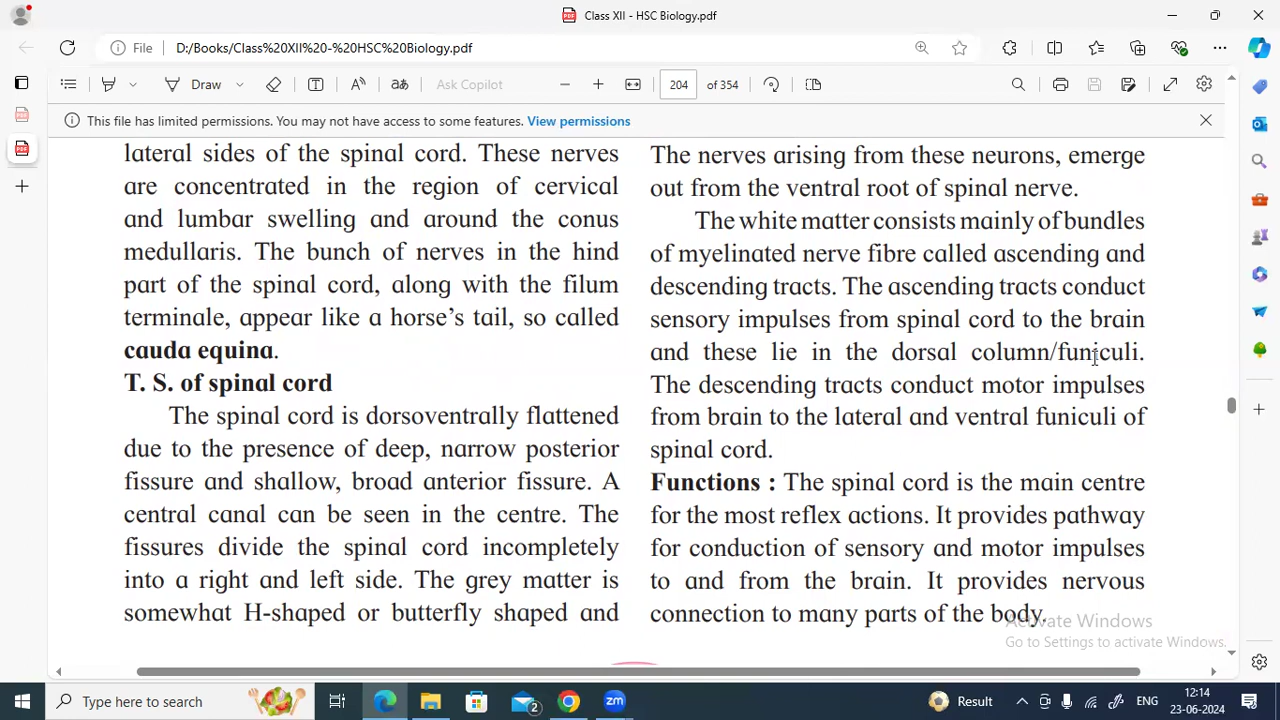 Class XII - HSC Biology.pdf
File
D:/Books/Class%20XII%20-%20HSC%20Biology.pdf
Draw
aあ
Ask Copilot
204
of 354
This file has limited permissions. You may not have access to some features. View permissions
lateral sides of the spinal cord. These nerves
are concentrated in the region of cervical
and lumbar swelling and around the conus
medullaris. The bunch of nerves in the hind
part of the spinal cord, along with the filum
terminale, appear like a horse's tail, so called
cauda equina.
T. S. of spinal cord
The spinal cord is dorsoventrally flattened
due to the presence of deep, narrow posterior
fissure and shallow, broad anterior fissure. A
central canal can be seen in the centre. The
fissures divide the spinal cord incompletely
into a right and left side. The grey matter is
somewhat H-shaped or butterfly shaped and
The nerves arising from these neurons, emerge
out from the ventral root of spinal nerve.
The white matter consists mainly of bundles
of myelinated nerve fibre called ascending and
descending tracts. The ascending tracts conduct
sensory impulses from spinal cord to the brain
and these lie in the dorsal column/funiculi.
The descending tracts conduct motor impulses
from brain to the lateral and ventral funiculi of
spinal cord.
Functions : The spinal cord is the main centre
for the most reflex actions. It provides pathway
for conduction of sensory and motor impulses
to and from the brain. It provides nervous
connection to many parts of the body.
Activate Windows
Go to Settings to activate Windows.
Type here to search
2
zm
Result
ENG
12:14
23-06-2024